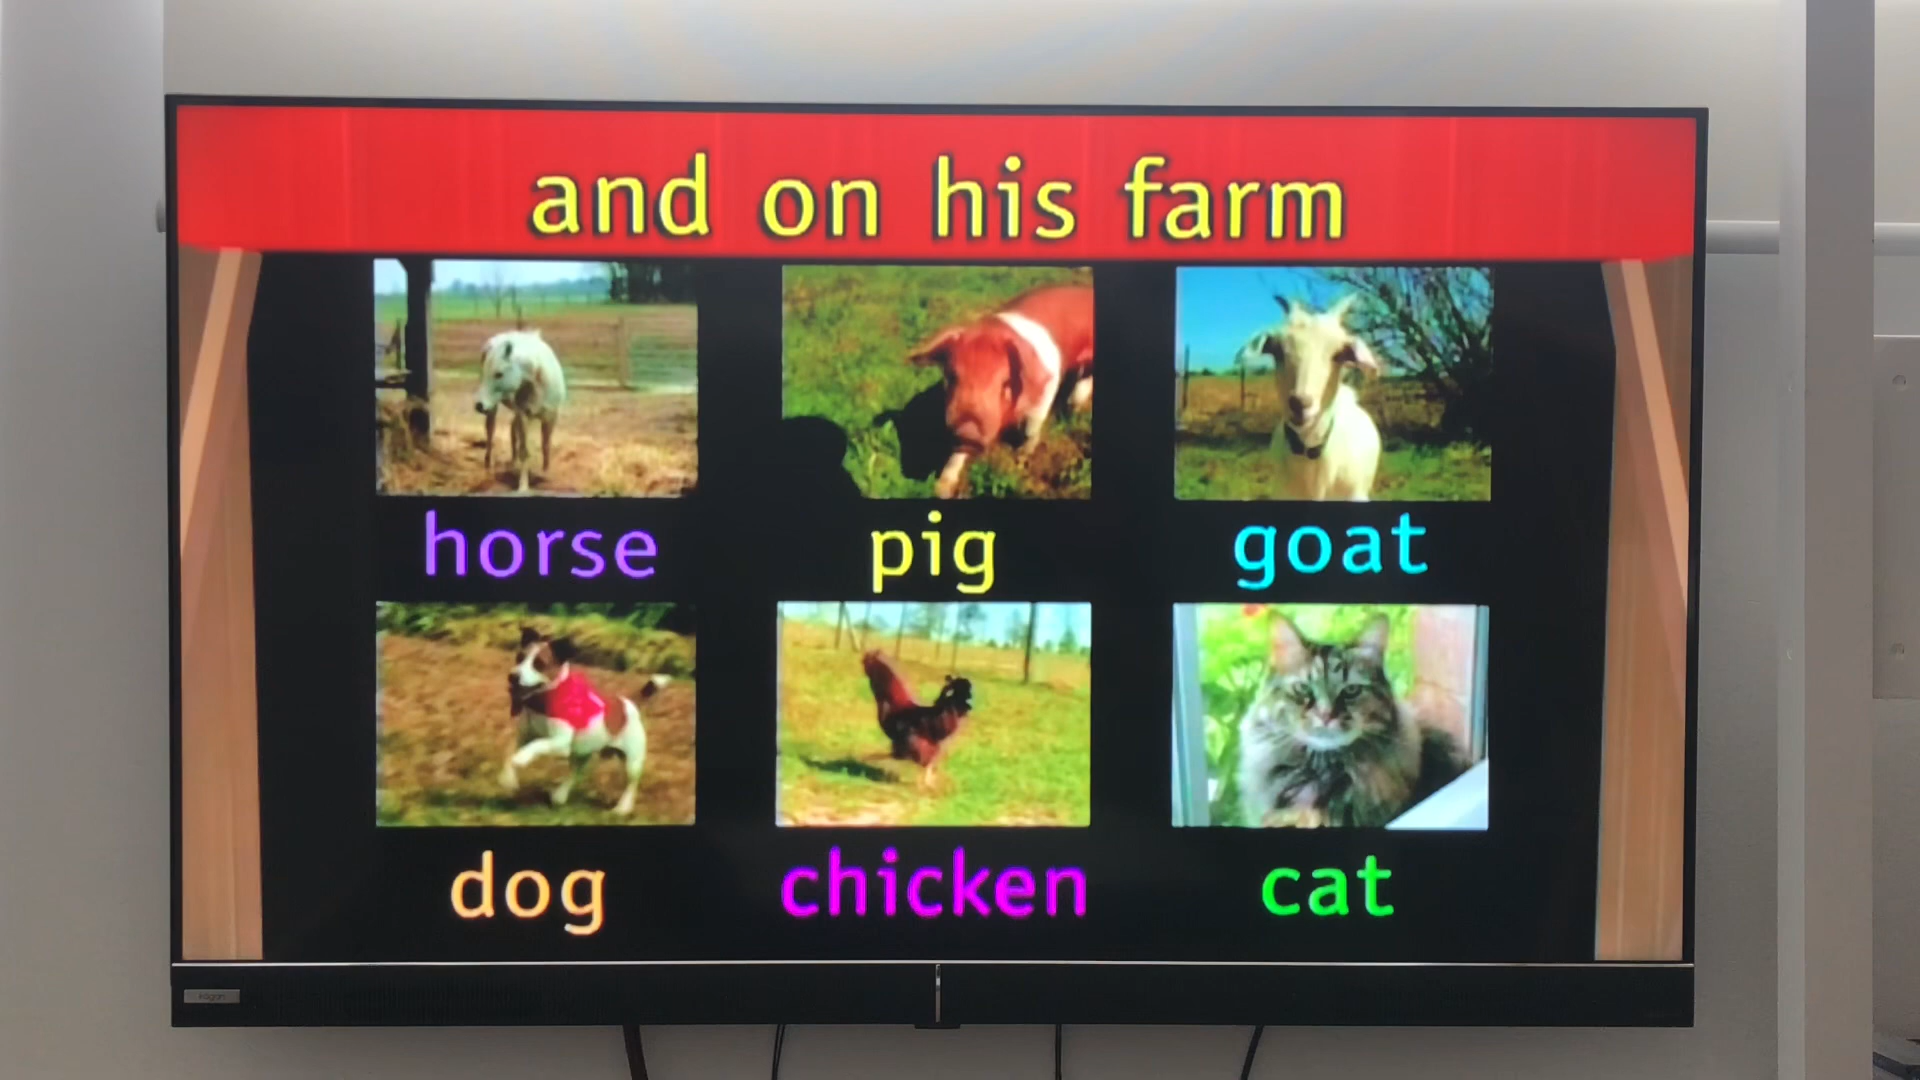 and on his farm
horse pig goat
dog chicken cat